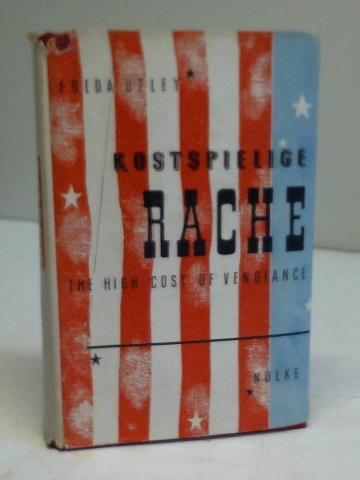 FREDA UTLEY
KOSTSPIELIGE
RACHE
THE HIGH COST OF VENGEANCE
NÖLKE